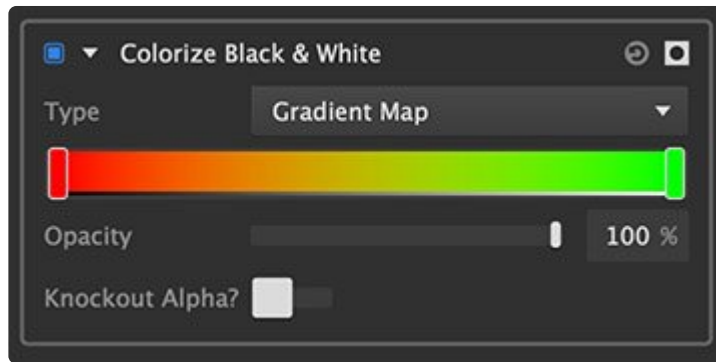 Colorize Black & White
Type Gradient Map
Opacity 100 %
Knockout Alpha?